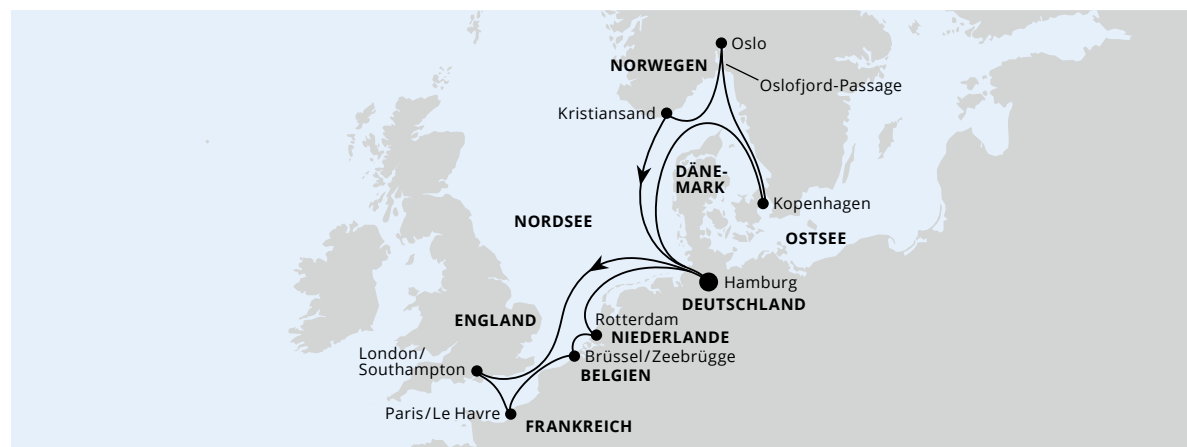 Oslo
NORWEGEN
Oslofjord-Passage
Kristiansand
DÄNE-
MARK
Kopenhagen
NORDSEE
OSTSEE
Hamburg
DEUTSCHLAND
ENGLAND
Rotterdam
NIEDERLANDE
London/
Southampton
Brüssel/Zeebrügge
BELGIEN
Paris/Le Havre
FRANKREICH